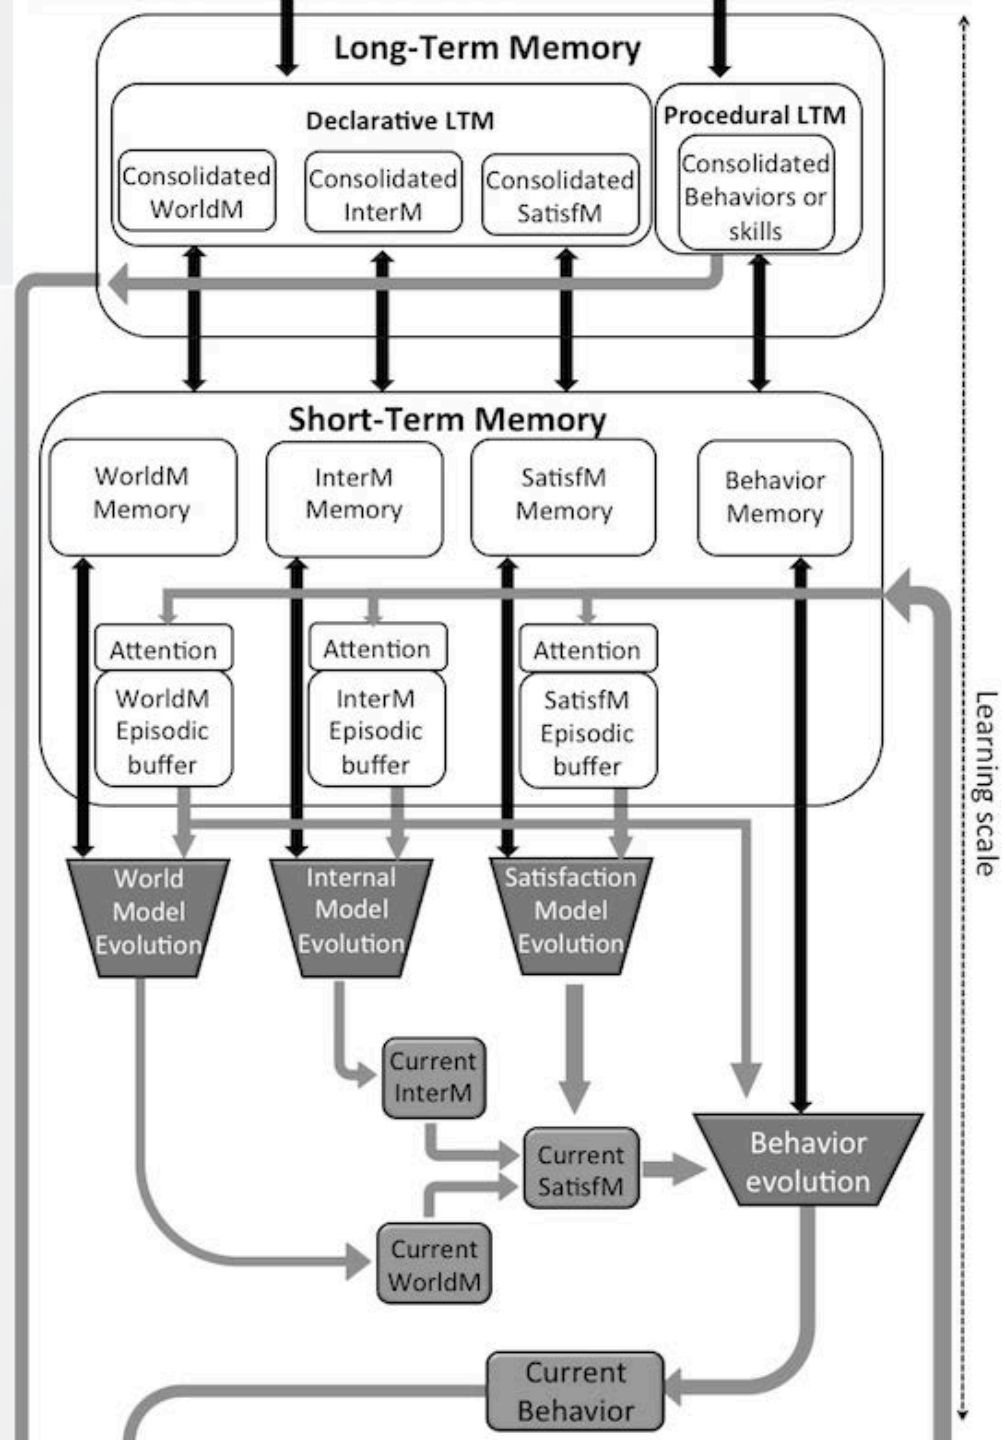 Long-Term Memory
Declarative LTM
Procedural LTM
Consolidated
WorldM
Consolidated
InterM
Consolidated
SatisfM
Consolidated
Behaviors or
skills
Short-Term Memory
WorldM
Memory
InterM
Memory
SatisfM
Memory
Behavior
Memory
Attention
WorldM
Episodic
buffer
Attention
InterM
Episodic
buffer
Attention
SatisfM
Episodic
buffer
Learning scale
World
Model
Evolution
Internal
Model
Evolution
Satisfaction
Model
Evolution
Current
InterM
Current
SatisfM
Behavior
evolution
Current
WorldM
Current
Behavior